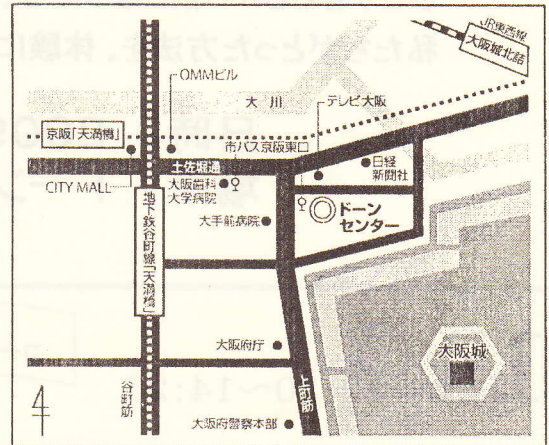 JR東西線
大阪城北詰
OMMビル
大川
テレビ大阪
京阪「天満橋」
市バス京阪東口
土佐堀通
日経
新聞社
CITY MALL
大阪歯科
大学病院
ドーン
センター
大手前病院
地下鉄谷町線「天満橋」
大阪府庁
大阪城
谷町筋
上町筋
大阪府警察本部